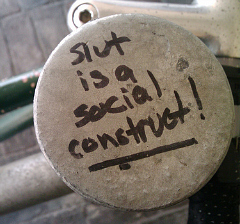 slut
is a
social
construct!